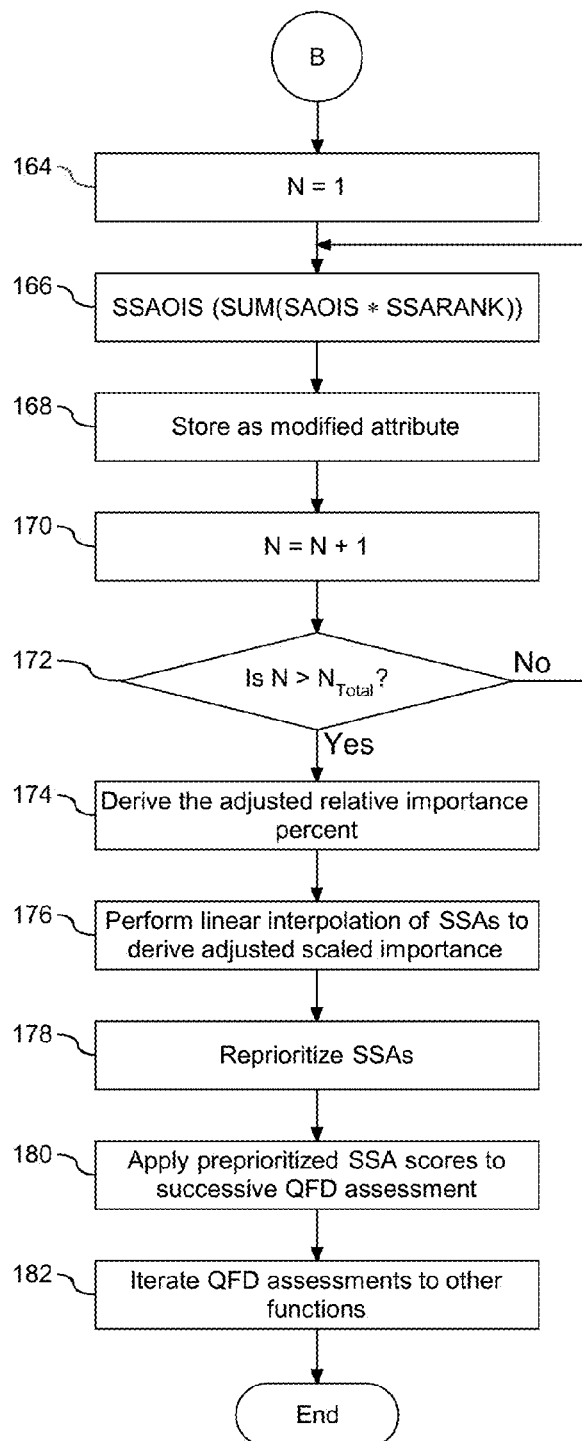 B
164
N = 1
166
SSAOIS (SUM(SAOIS * SSARANK))
168
Store as modified attribute
170
N = N + 1
172
Is N > N_Total?
No
Yes
174
Derive the adjusted relative importance
percent
176
Perform linear interpolation of SSAs to
derive adjusted scaled importance
178
Reprioritize SSAs
180
Apply preprioritized SSA scores to
successive QFD assessment
182
Iterate QFD assessments to other
functions
End